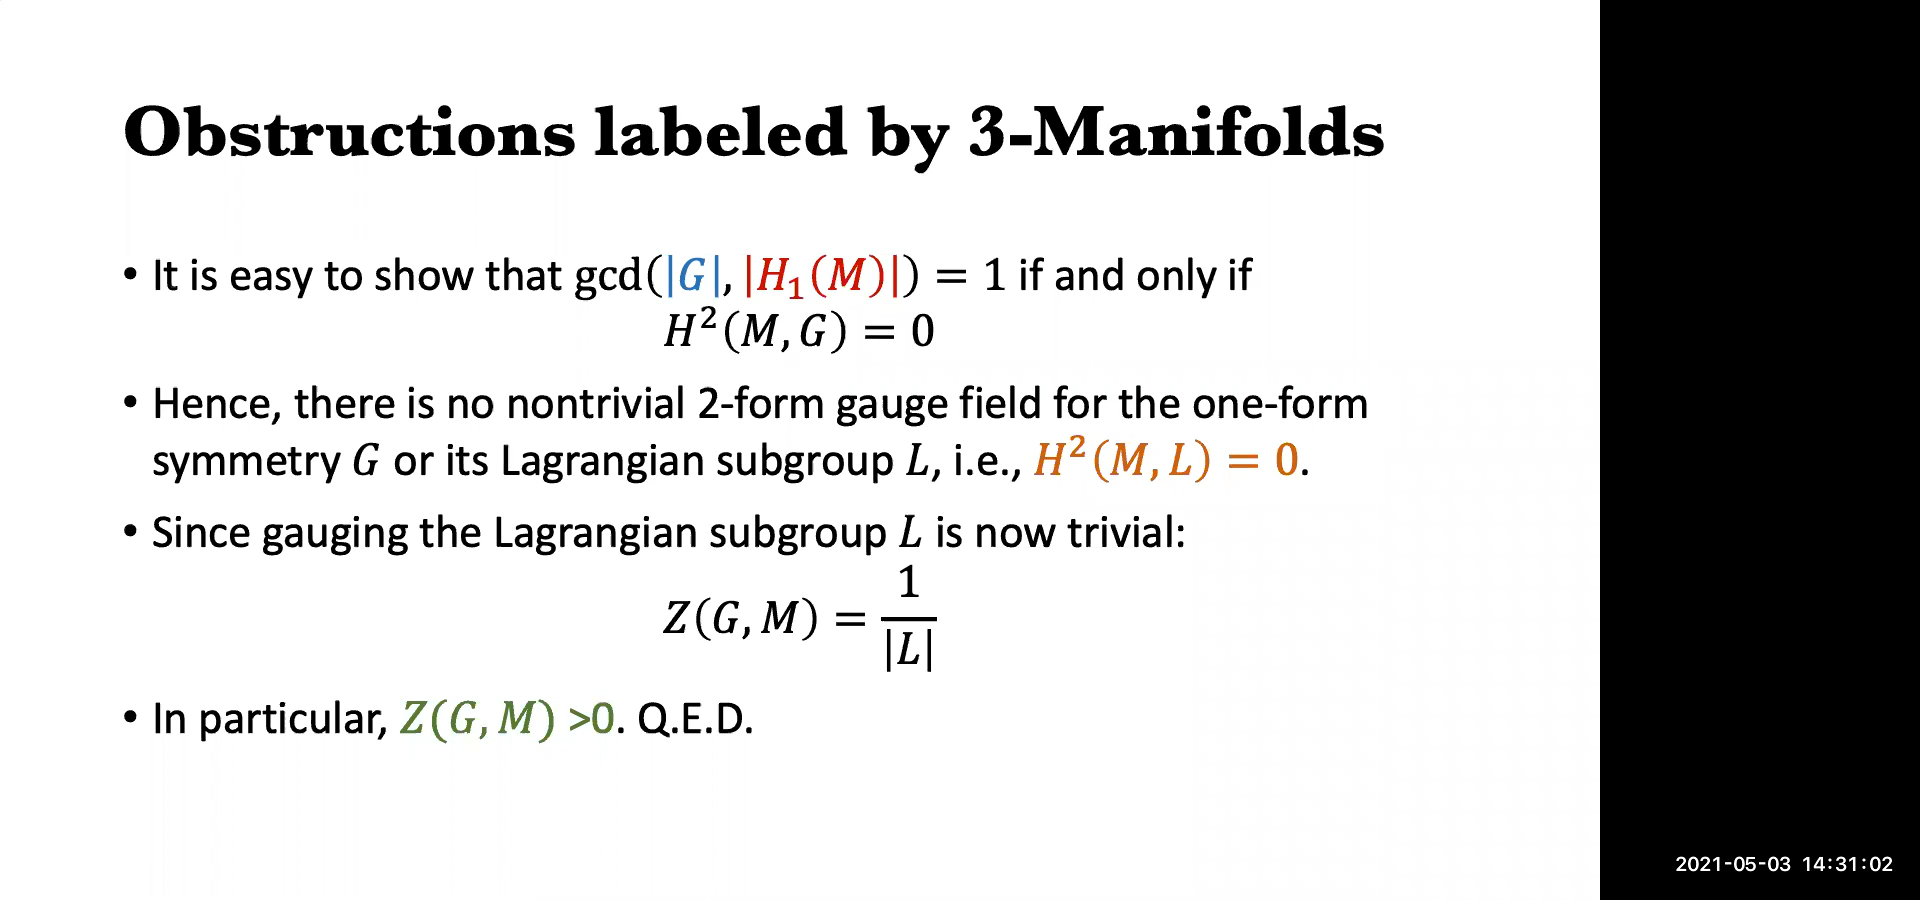 Obstructions labeled by 3-Manifolds
• It is easy to show that gcd(|G|, |H₁(M)|) = 1 if and only if
H²(M, G) = 0
• Hence, there is no nontrivial 2-form gauge field for the one-form
symmetry G or its Lagrangian subgroup L, i.e., H²(M, L) = 0.
• Since gauging the Lagrangian subgroup L is now trivial:
Z(G, M) = 1/|L|
• In particular, Z(G, M) >0. Q.E.D.
2021-05-03 14:31:02